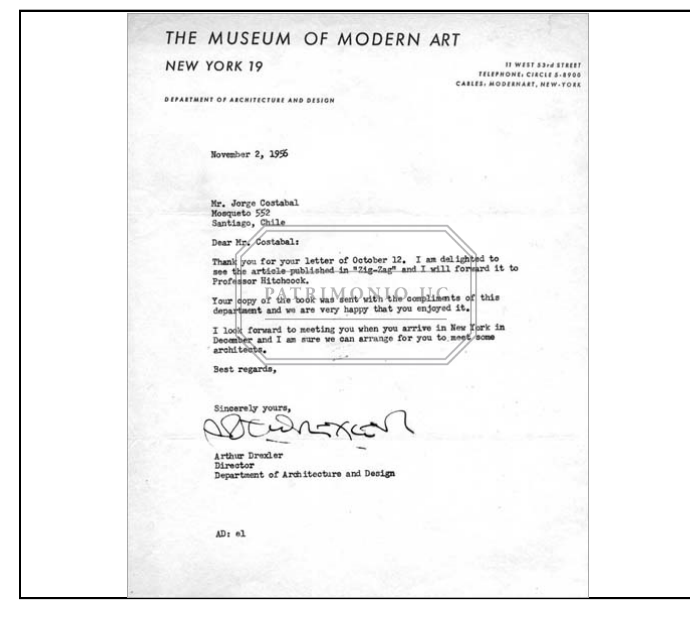 THE MUSEUM OF MODERN ART
NEW YORK 19
11 WEST 53rd STREET
TELEPHONE: CIRCLE 5-8900
CABLES: MODERNART, NEW-YORK
DEPARTMENT OF ARCHITECTURE AND DESIGN
November 2, 1956
Mr. Jorge Costabal
Mosqueto 552
Santiago, Chile
Dear Mr. Costabal:
Thank you for your letter of October 12. I am delighted to
see the article published in "Zig-Zag" and I will forward it to
Professor Hitchcock.
PATRIMONIO UC
Your copy of the book was sent with the compliments of this
department and we are very happy that you enjoyed it.
I look forward to meeting you when you arrive in New York in
December and I am sure we can arrange for you to meet some
architects.
Best regards,
Sincerely yours,
Arthur Drexler
Arthur Drexler
Director
Department of Architecture and Design
AD: el